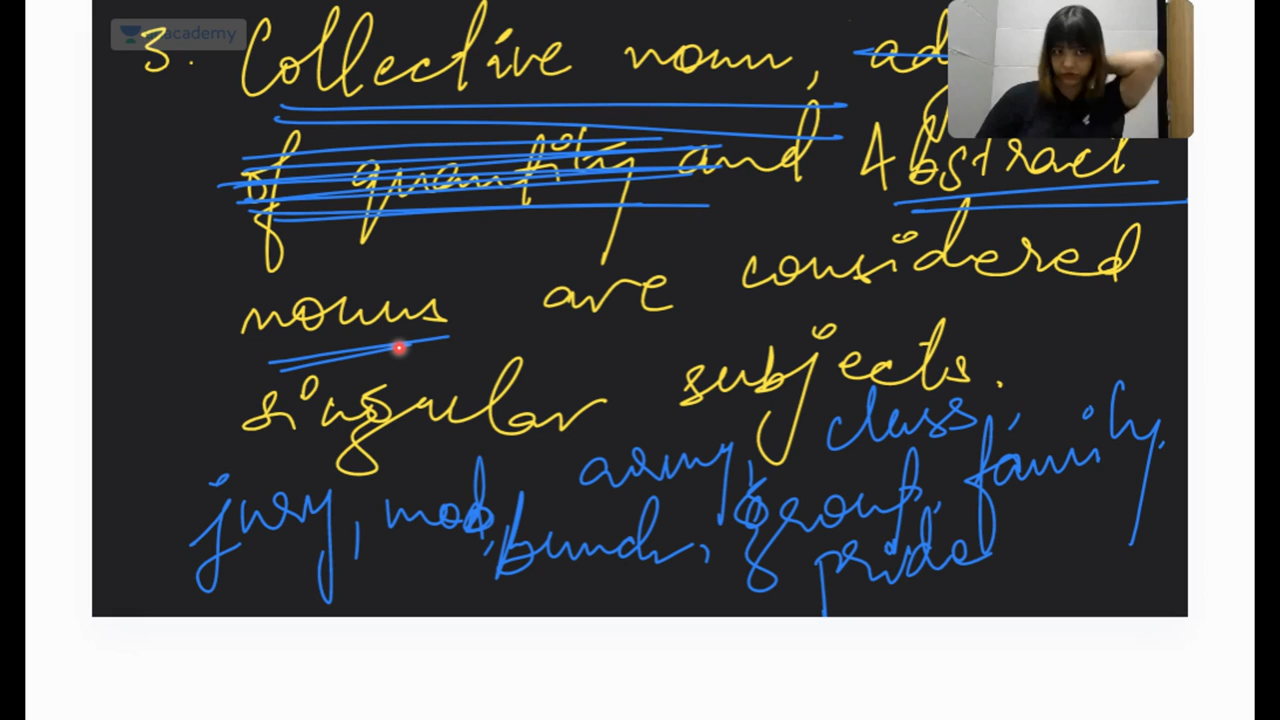 academy
3. Collective noun,
of quantity and Abstract
nouns are considered
singular subjects.
army, class,
jury, mob, bunch, group, family.
pride